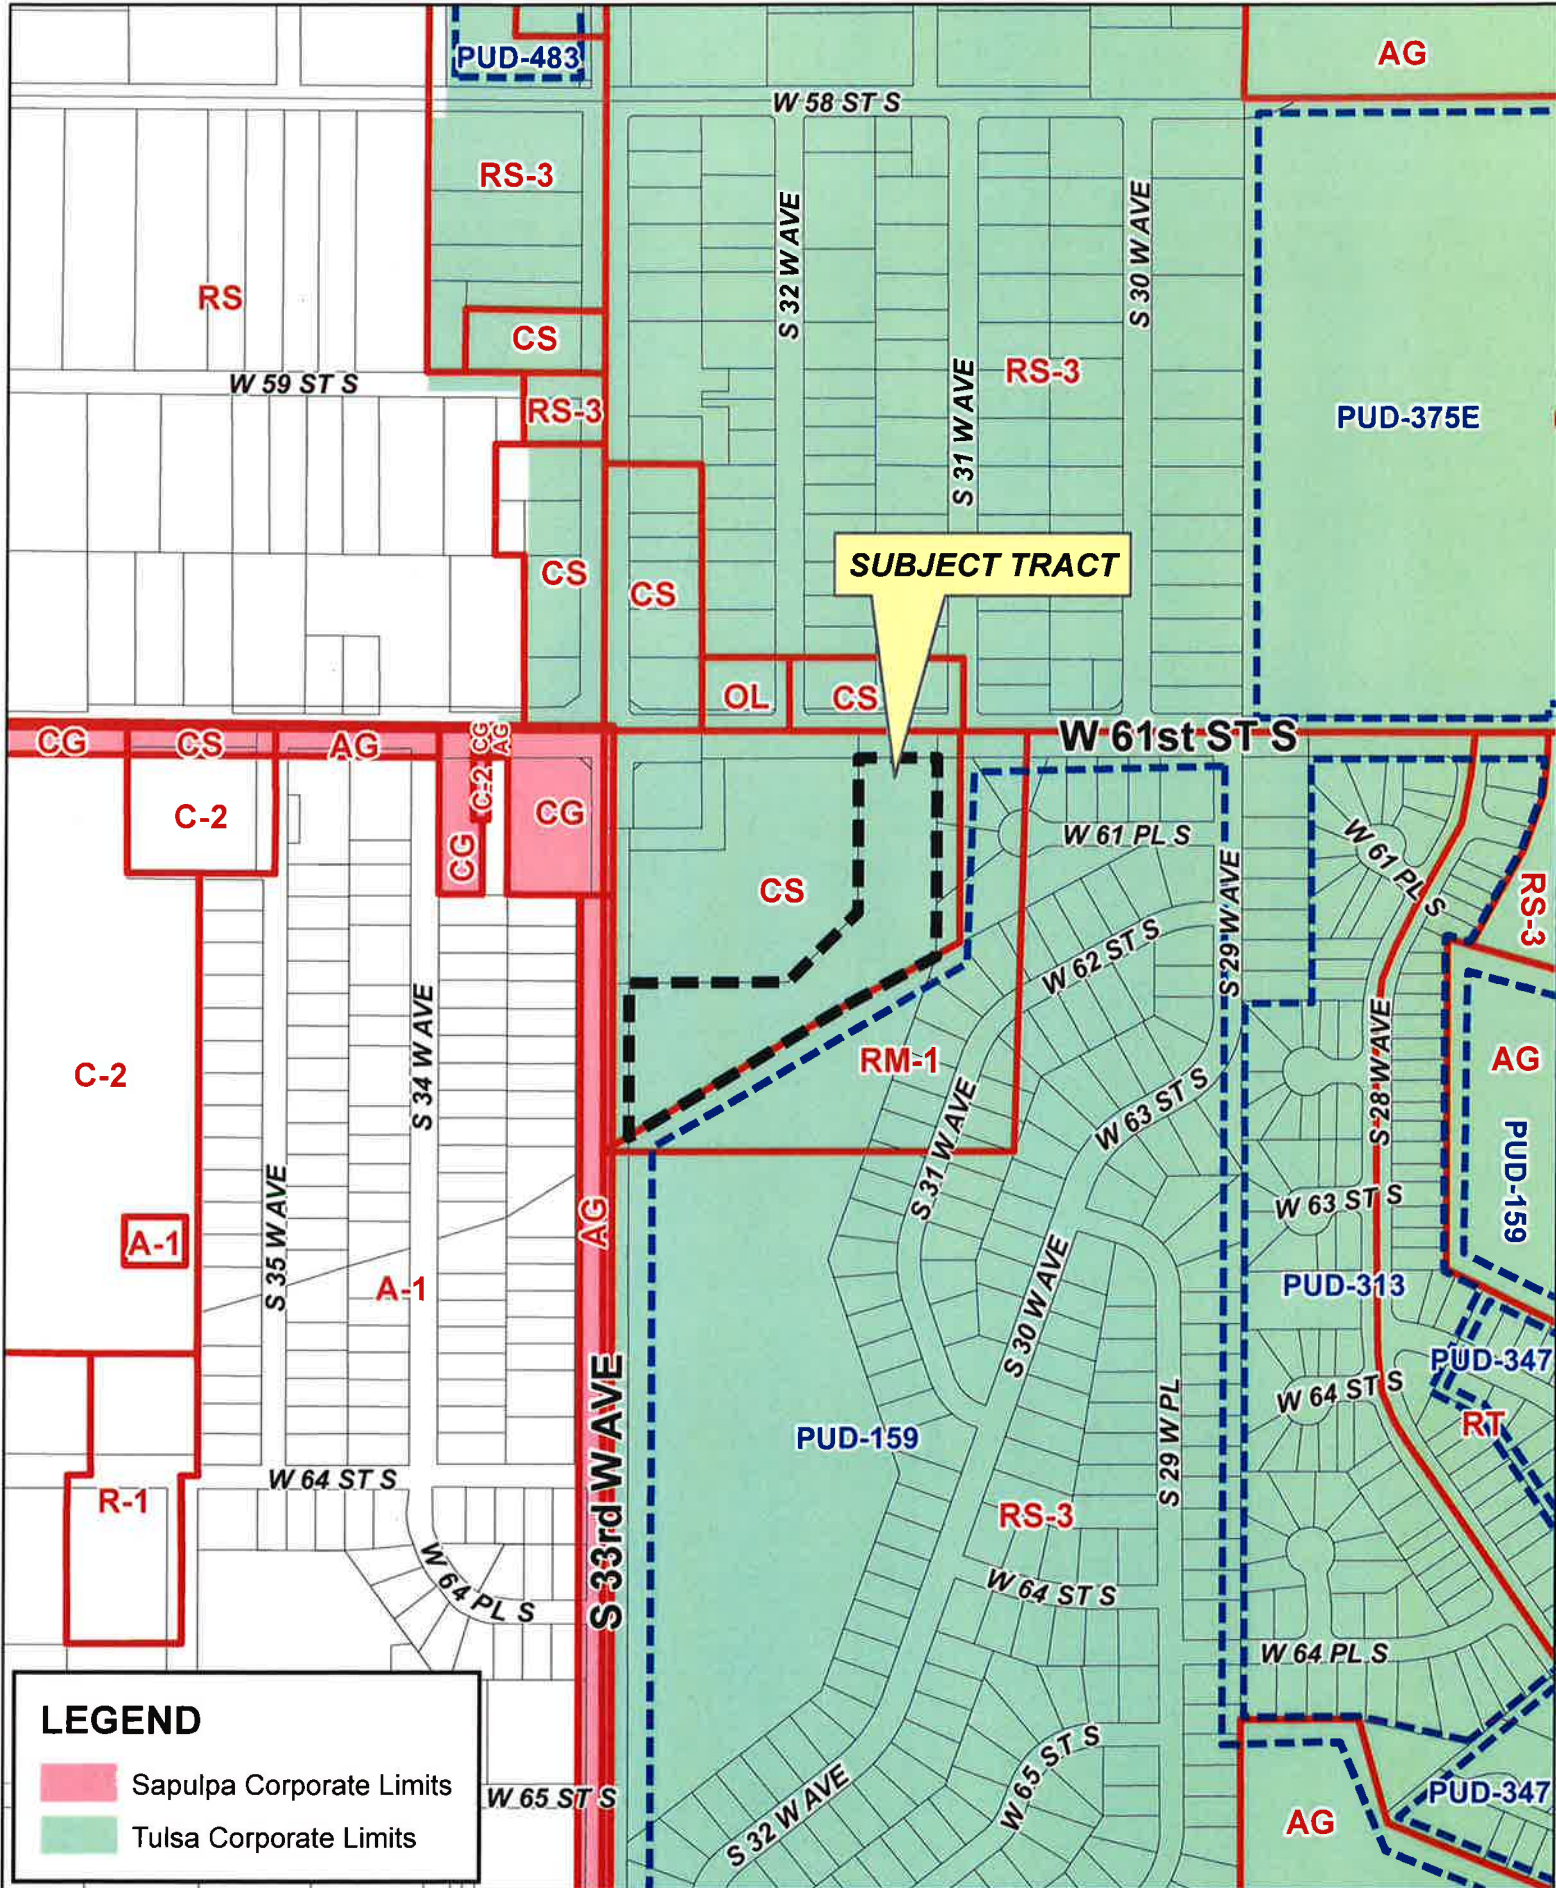 PUD-483
AG
W 58 ST S
RS-3
S 32 W AVE
S 30 W AVE
RS
CS
W 59 ST S
RS-3
S 31 W AVE
RS-3
PUD-375E
CS
CS
SUBJECT TRACT
OL
CS
W 61st ST S
CG
CS
AG
CG
AG
C-2
C-2
CG
CG
CS
W 61 PL S
W 61 PL S
S 29 W AVE
RS-3
W 62 ST S
S 34 W AVE
C-2
RM-1
S 28 W AVE
AG
W 63 ST S
S 31 W AVE
PUD-159
S 35 W AVE
AG
W 63 ST S
A-1
A-1
S 30 W AVE
PUD-313
PUD-347
W 64 ST S
RT
PUD-159
S 29 W PL
S 33rd W AVE
W 64 ST S
R-1
RS-3
W 64 PL S
W 64 ST S
W 64 PL S
LEGEND
Sapulpa Corporate Limits
Tulsa Corporate Limits
W 65 ST S
S 32 W AVE
W 65 ST S
AG
PUD-347